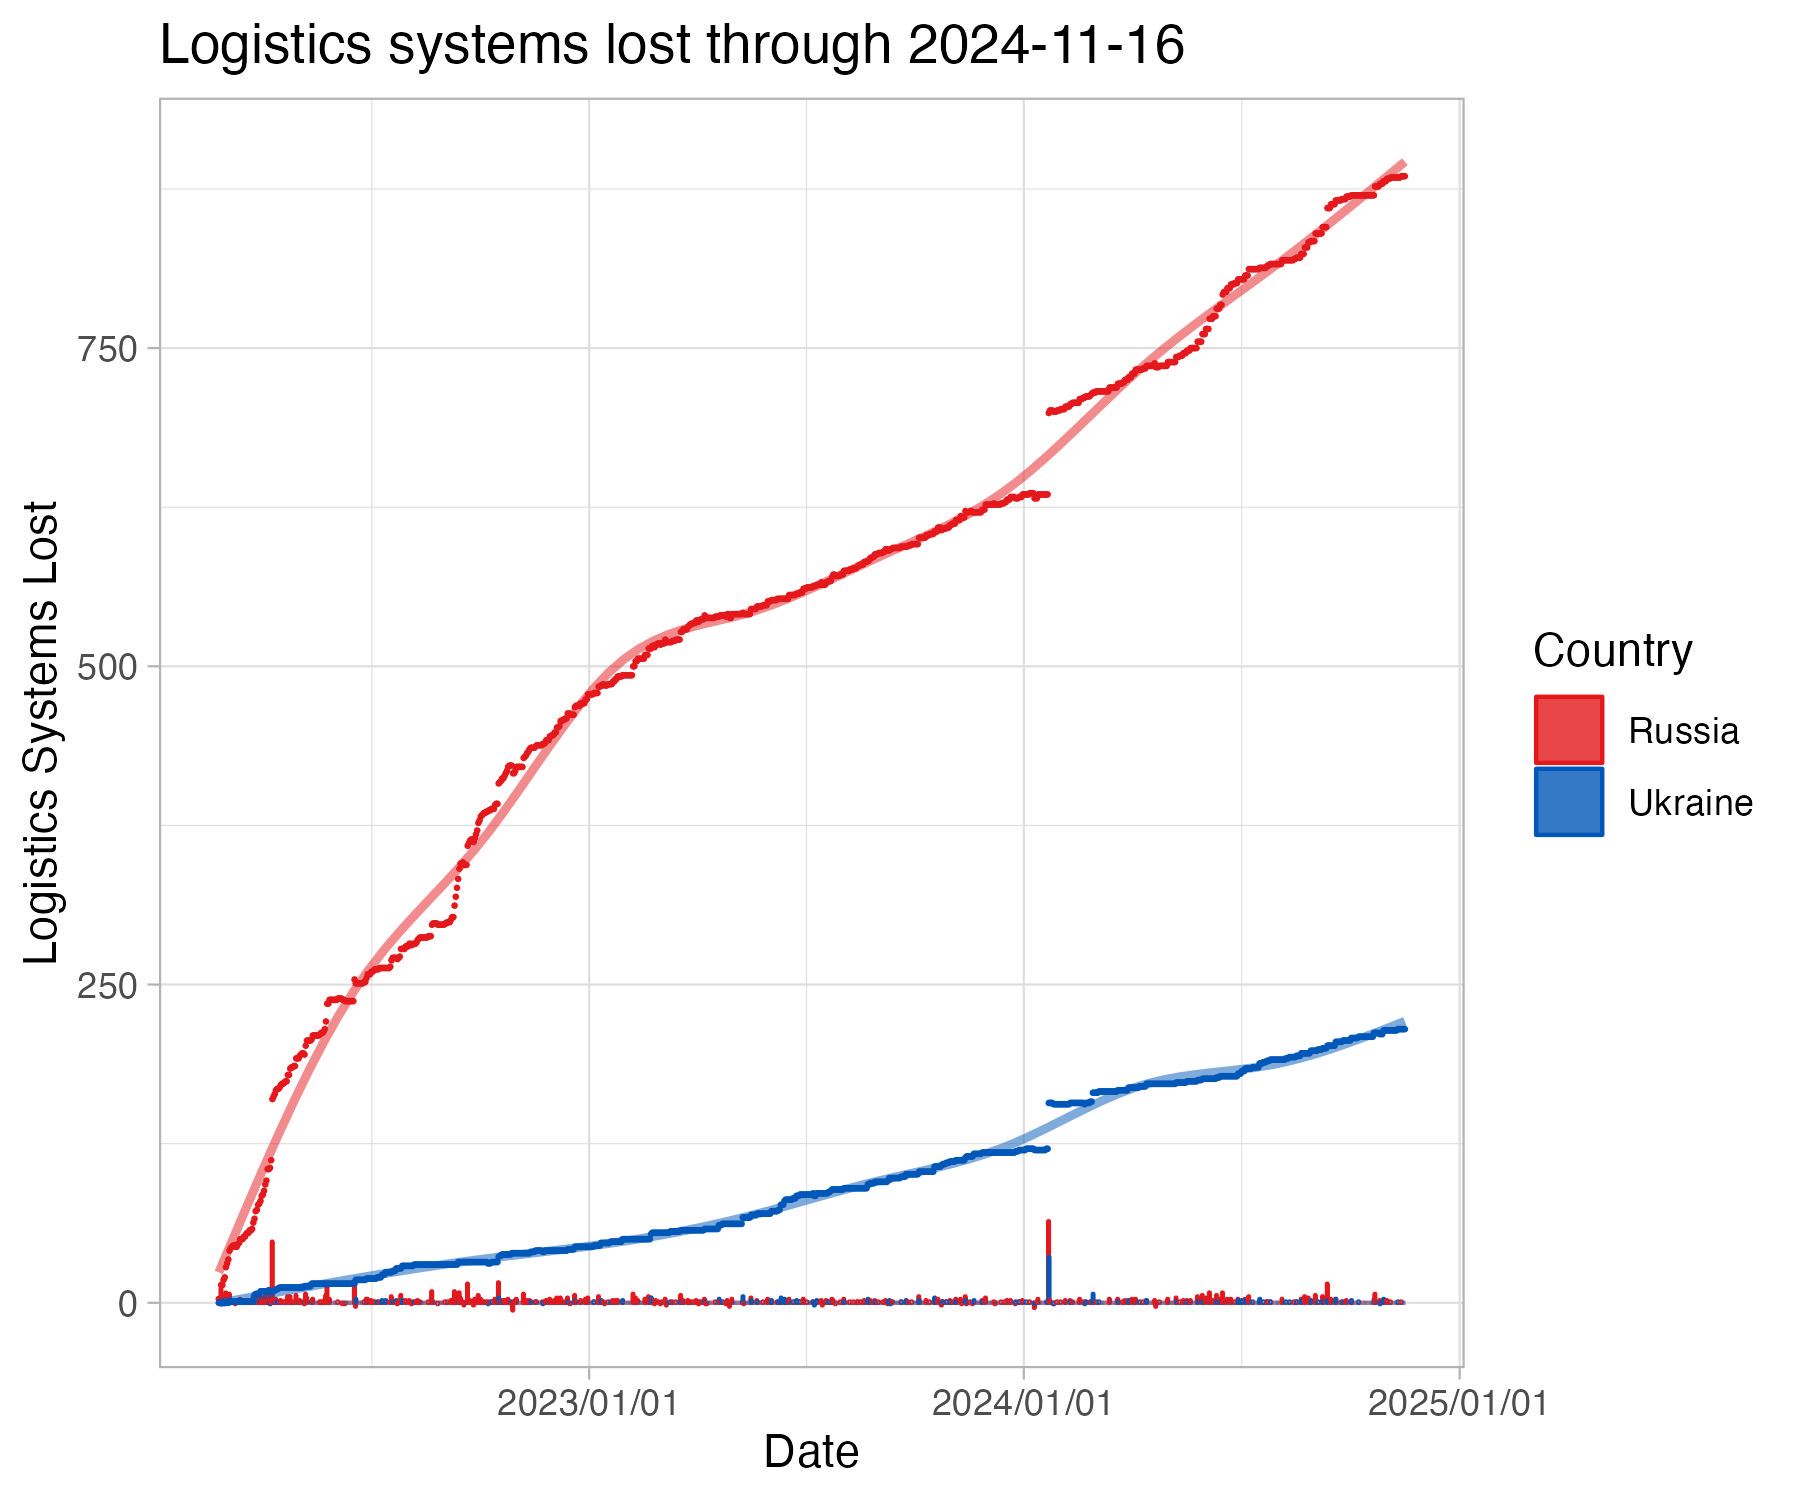 Logistics systems lost through 2024-11-16
Logistics Systems Lost
750
500
250
0
2023/01/01
2024/01/01
2025/01/01
Date
Country
Russia
Ukraine